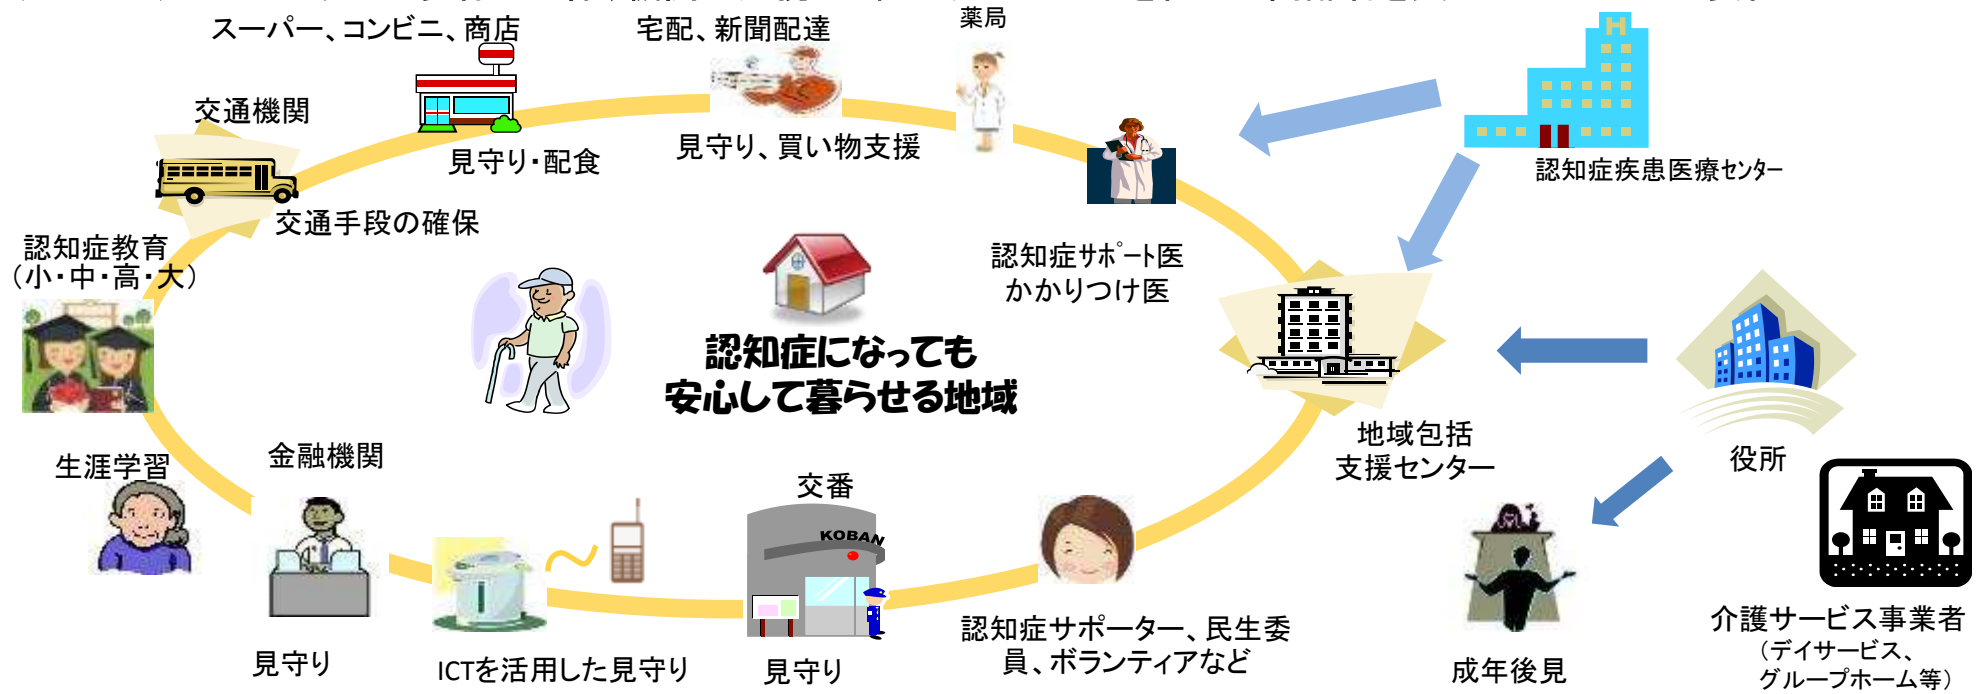 スーパー、コンビニ、商店
宅配、新聞配達
薬局
H
交通機関
見守り・配食
見守り、買い物支援
認知症疾患医療センター
交通手段の確保
認知症教育
（小・中・高・大）
認知症サポート医
かかりつけ医
認知症になっても
安心して暮らせる地域
地域包括
支援センター
役所
生涯学習
金融機関
交番
KOBAN
見守り
ICTを活用した見守り
見守り
認知症サポーター、民生委
員、ボランティアなど
成年後見
介護サービス事業者
（デイサービス、
グループホーム等）